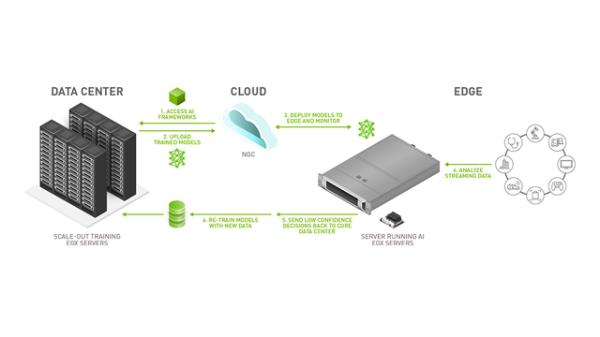 DATA CENTER
CLOUD
EDGE
1. ACCESS AI
FRAMEWORKS
2. UPLOAD
TRAINED MODELS
NGC
3. DEPLOY MODELS TO
EDGE AND MONITOR
4. ANALIZE
STREAMING DATA
6. RE-TRAIN MODELS
WITH NEW DATA
5. SEND LOW CONFIDENCE
DECISIONS BACK TO CORE
DATA CENTER
SCALE-OUT TRAINING
EGX SERVERS
SERVER RUNNING AI
EGX SERVERS